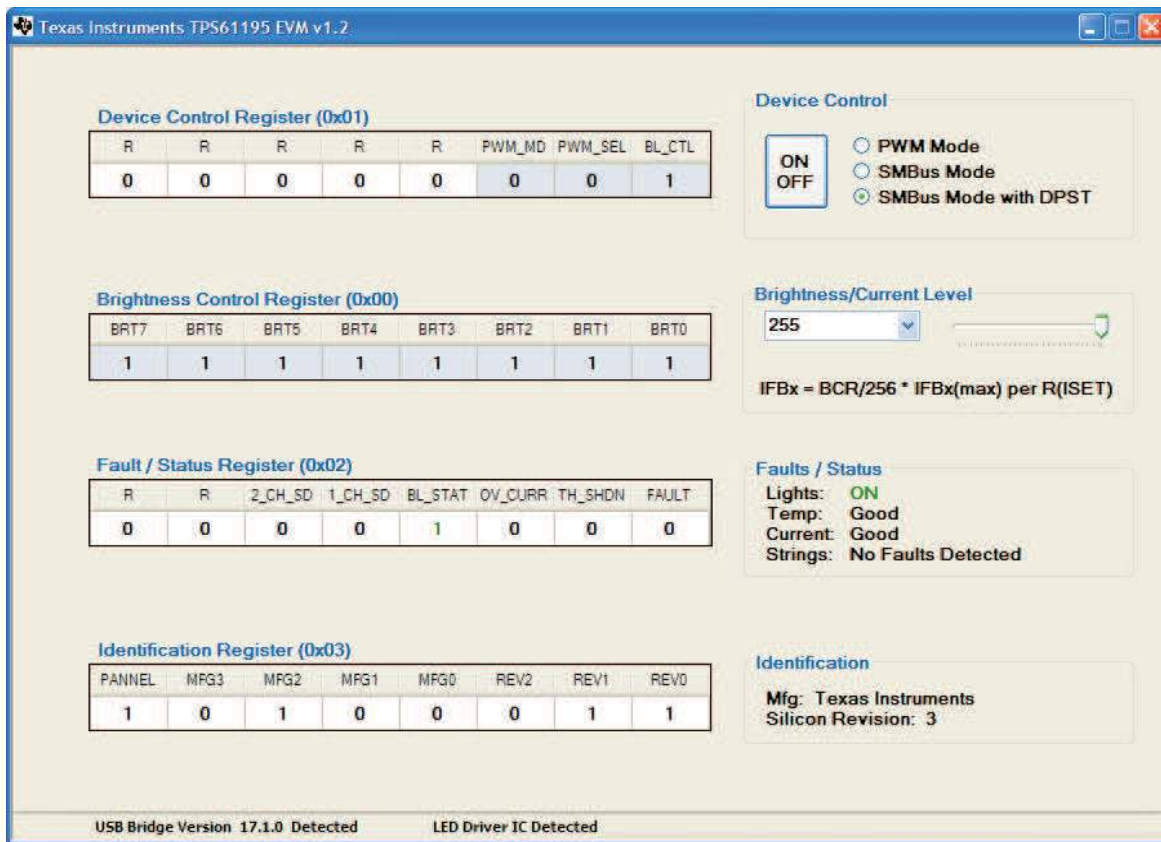 Texas Instruments TPS61195 EVM v1.2
Device Control Register (0x01)
R R R R R PWM_MD PWM_SEL BL_CTL
0 0 0 0 0 0 0 1
Device Control
ON
OFF
PWM Mode
SMBus Mode
SMBus Mode with DPST
Brightness Control Register (0x00)
BRT7 BRT6 BRT5 BRT4 BRT3 BRT2 BRT1 BRT0
1 1 1 1 1 1 1 1
Brightness/Current Level
255
IFBx = BCR/256 * IFBx(max) per R(ISET)
Fault / Status Register (0x02)
R R 2_CH_SD 1_CH_SD BL_STAT OV_CURR TH_SHDN FAULT
0 0 0 0 1 0 0 0
Faults / Status
Lights: ON
Temp: Good
Current: Good
Strings: No Faults Detected
Identification Register (0x03)
PANNEL MFG3 MFG2 MFG1 MFG0 REV2 REV1 REV0
1 0 1 0 0 0 1 1
Identification
Mfg: Texas Instruments
Silicon Revision: 3
USB Bridge Version 17.1.0 Detected LED Driver IC Detected